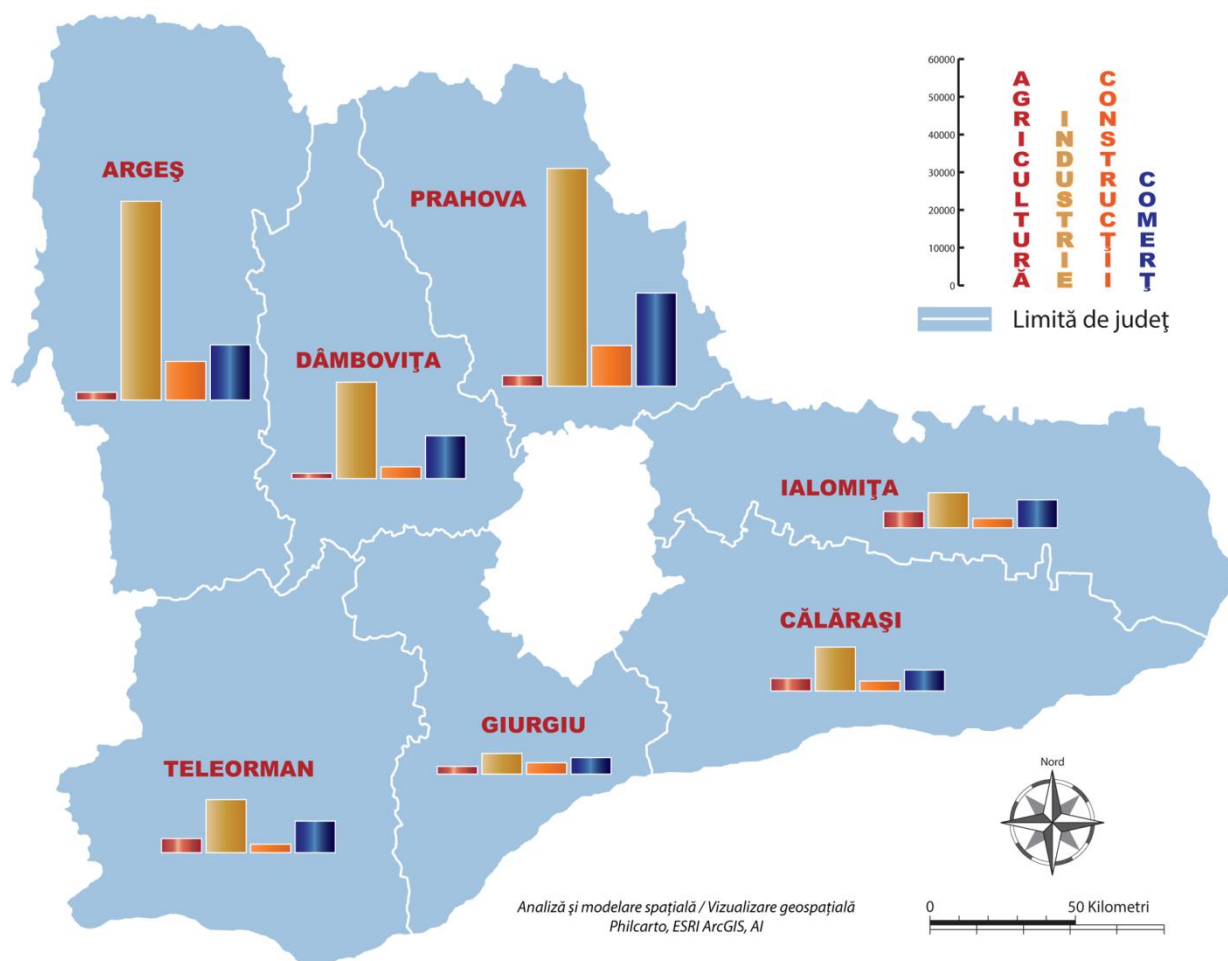 ARGEŞ
PRAHOVA
DÂMBOVIŢA
IALOMIŢA
CĂLĂRAŞI
GIURGIU
TELEORMAN
60000
50000
40000
30000
20000
10000
0
AGRICULTURĂ
INDUSTRIE
CONSTRUCŢII
COMERŢ
Limită de judeţ
Nord
Analiză şi modelare spaţială / Vizualizare geospaţială
Philcarto, ESRI ArcGIS, AI
0 50 Kilometri